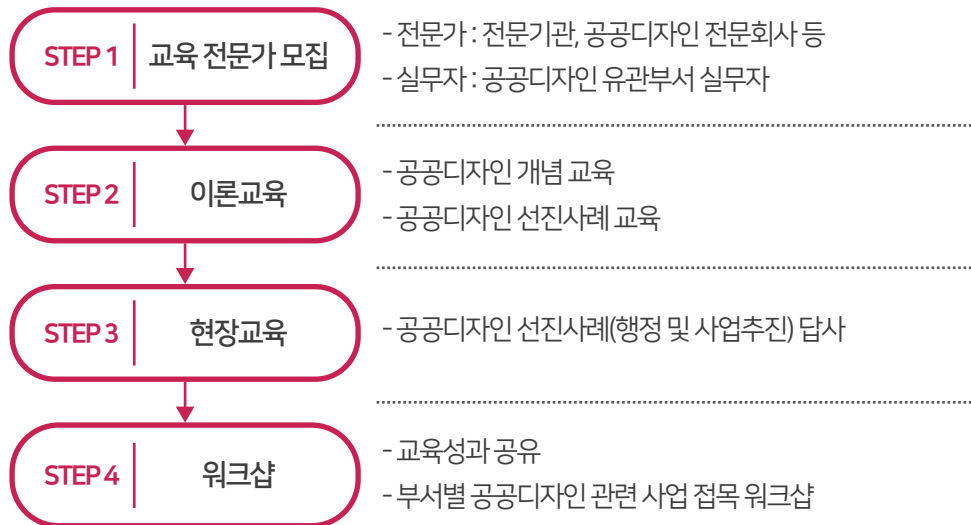 STEP 1 교육 전문가 모집
- 전문가 : 전문기관, 공공디자인 전문회사 등
- 실무자 : 공공디자인 유관부서 실무자
STEP 2 이론교육
- 공공디자인 개념 교육
- 공공디자인 선진사례 교육
STEP 3 현장교육
- 공공디자인 선진사례(행정 및 사업추진) 답사
STEP 4 워크샵
- 교육성과 공유
- 부서별 공공디자인 관련 사업 접목 워크샵